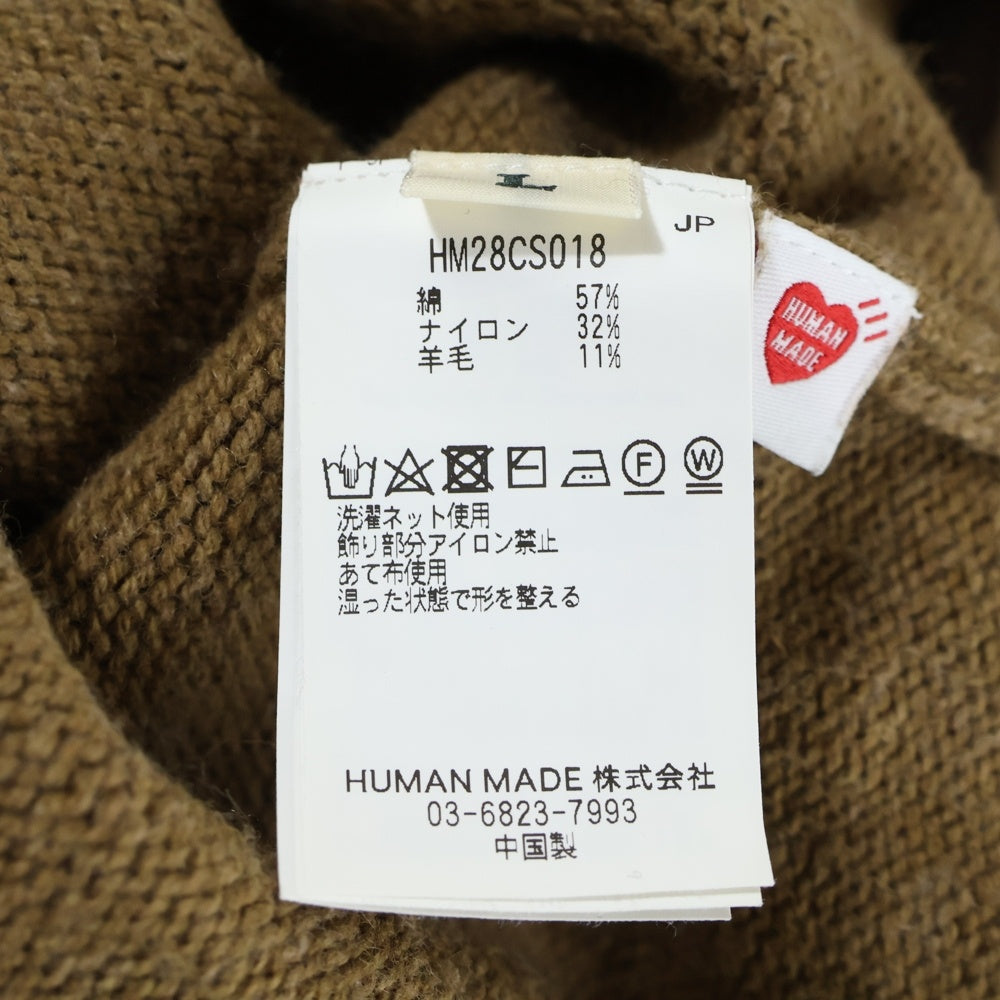 L
JP
HM28CS018
綿 57%
ナイロン 32%
羊毛 11%
HUMAN
MADE
F
W
洗濯ネット使用
飾り部分アイロン禁止
あて布使用
湿った状態で形を整える
HUMAN MADE 株式会社
03-6823-7993
中国製